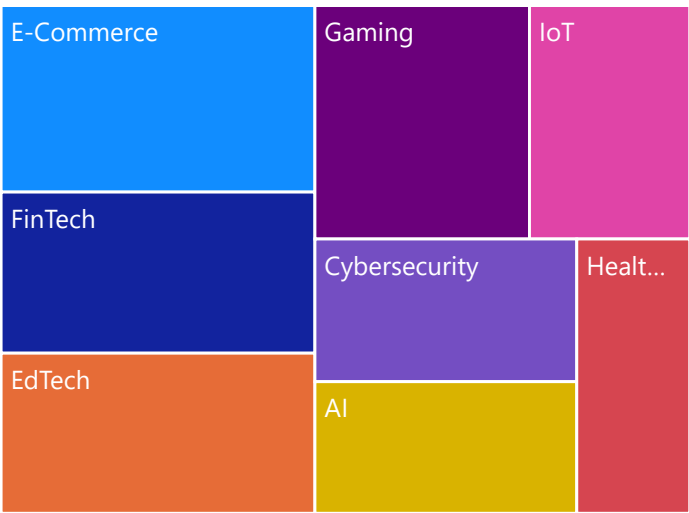 E-Commerce
Gaming
IoT
FinTech
Cybersecurity
Healt...
EdTech
AI